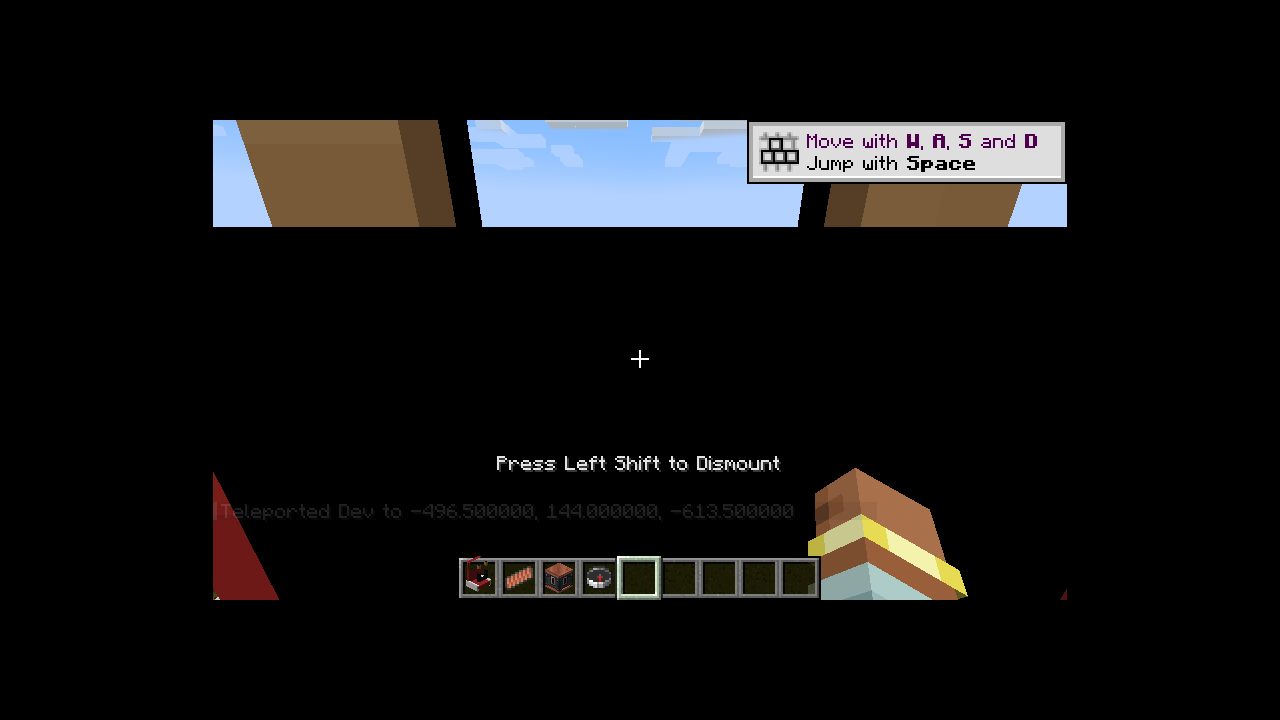 Move with W, A, S and D
Jump with Space
Press Left Shift to Dismount
Teleported Dev to -496.500000, 144.000000, -613.500000